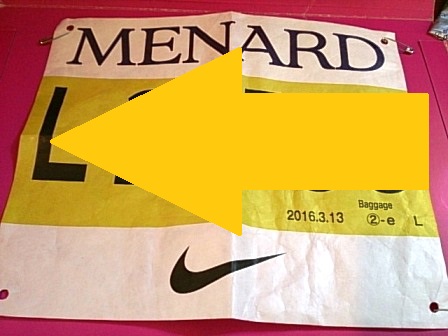 MENARD
L
Baggage
2016.3.13 ②-e L